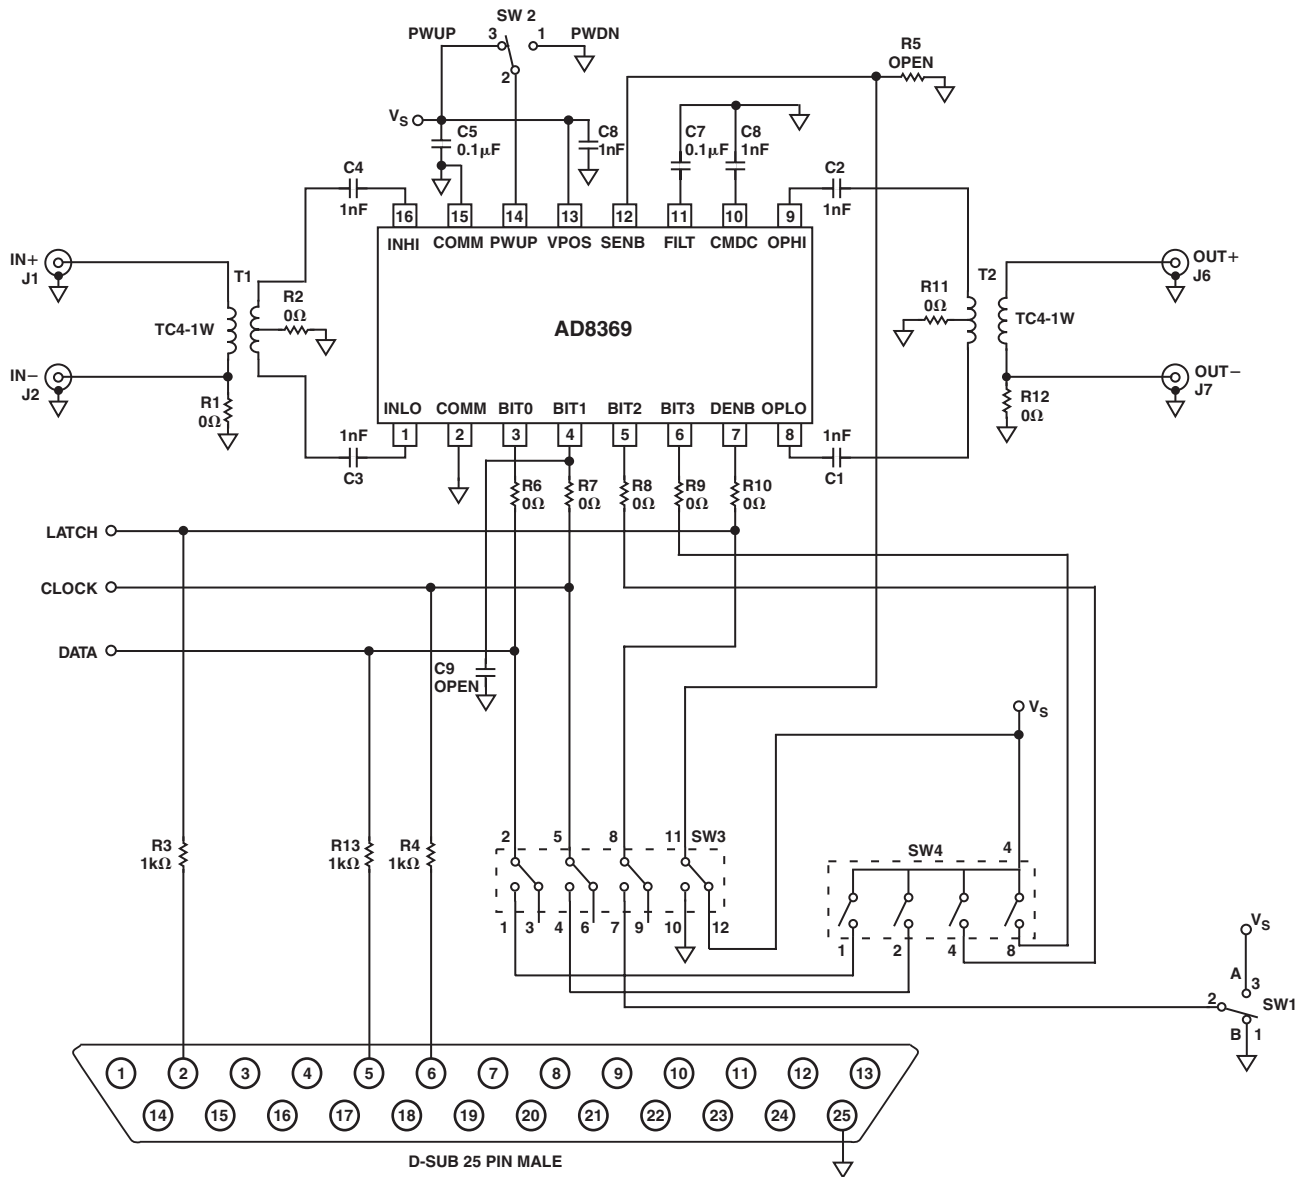 SW 2
PWUP 3 1 PWDN
2
R5
OPEN
VS
C5
0.1µF
C8
1nF
C7
0.1µF
C8
1nF
C4
1nF
C2
1nF
16 15 14 13 12 11 10 9
INHI COMM PWUP VPOS SENB FILT CMDC OPHI
IN+
J1
T1
R2
0Ω
TC4-1W
AD8369
R11
0Ω
T2
TC4-1W
OUT+
J6
IN−
J2
R1
0Ω
OUT−
J7
R12
0Ω
INLO COMM BIT0 BIT1 BIT2 BIT3 DENB OPLO
1 2 3 4 5 6 7 8
1nF
C3
1nF
C1
R6
0Ω
R7
0Ω
R8
0Ω
R9
0Ω
R10
0Ω
LATCH
CLOCK
DATA
C9
OPEN
VS
R3
1kΩ
R13
1kΩ
R4
1kΩ
2 5 8 11 SW3
1 3 4 6 7 9 10 12
SW4 4
1 2 4 8
VS
A 3
2 SW1
B 1
1 2 3 4 5 6 7 8 9 10 11 12 13
14 15 16 17 18 19 20 21 22 23 24 25
D-SUB 25 PIN MALE